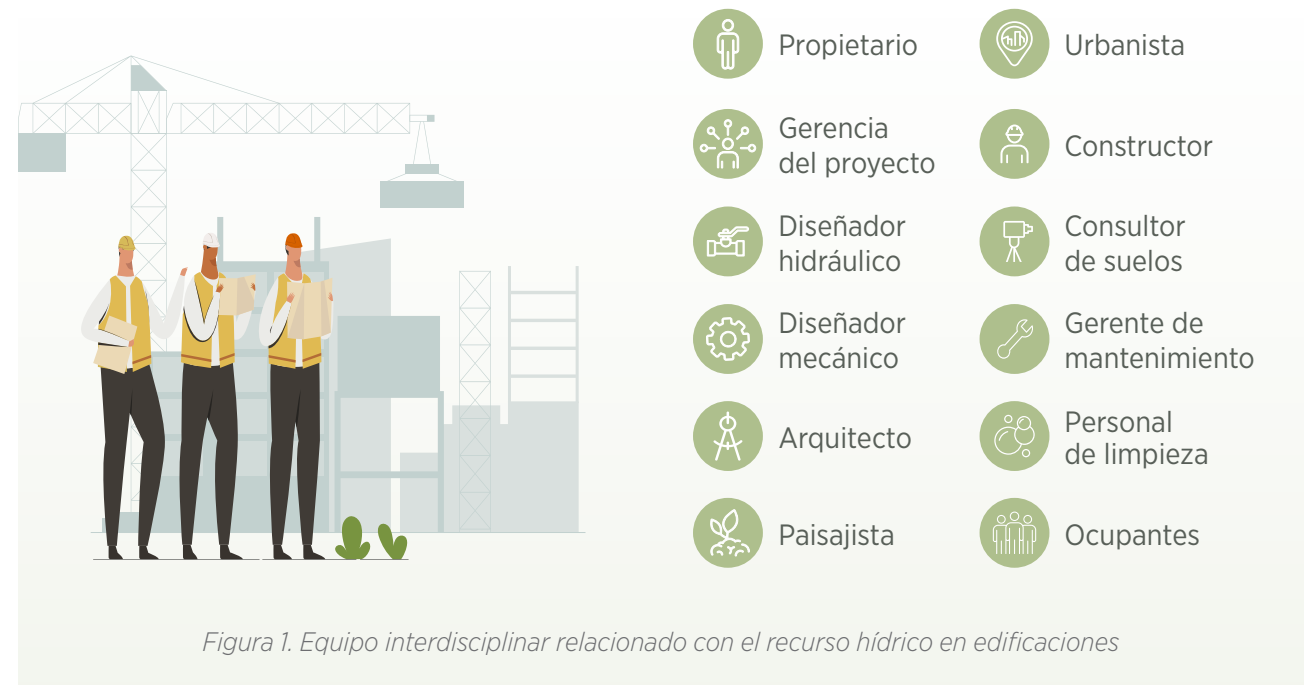 Propietario
Gerencia
del proyecto
Diseñador
hidráulico
Diseñador
mecánico
Arquitecto
Paisajista
Urbanista
Constructor
Consultor
de suelos
Gerente de
mantenimiento
Personal
de limpieza
Ocupantes
Figura 1. Equipo interdisciplinar relacionado con el recurso hídrico en edificaciones